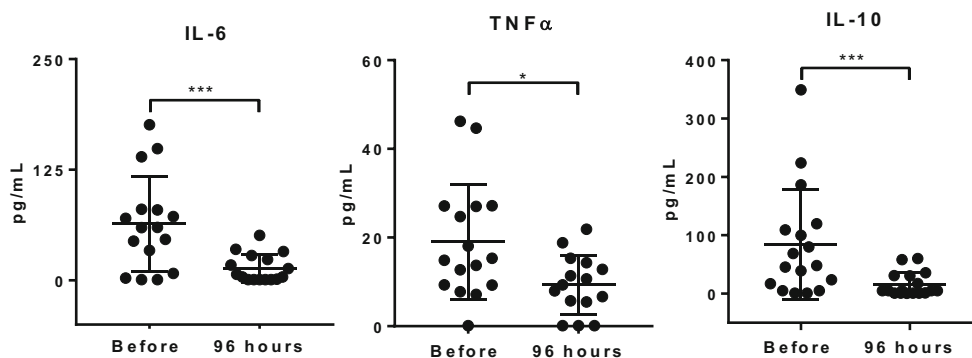 IL-6
250
***
125
pg/mL
0
Before 96 hours
TNFα
60
*
40
pg/mL
20
0
Before 96 hours
IL-10
400
***
300
pg/mL
200
100
0
Before 96 hours